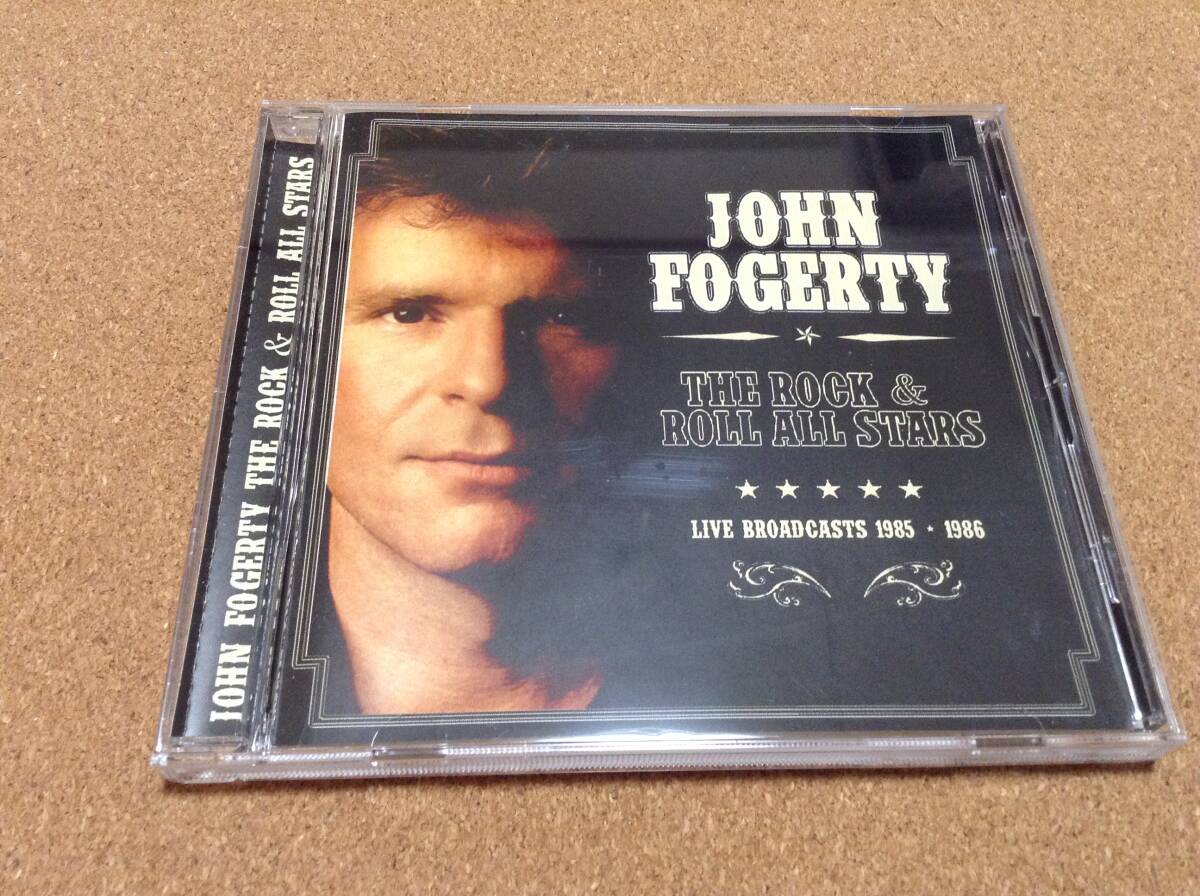 JOHN FOGERTY THE ROCK & ROLL ALL STARS
JOHN
FOGERTY
THE ROCK &
ROLL ALL STARS
LIVE BROADCASTS 1985 ⋆ 1986